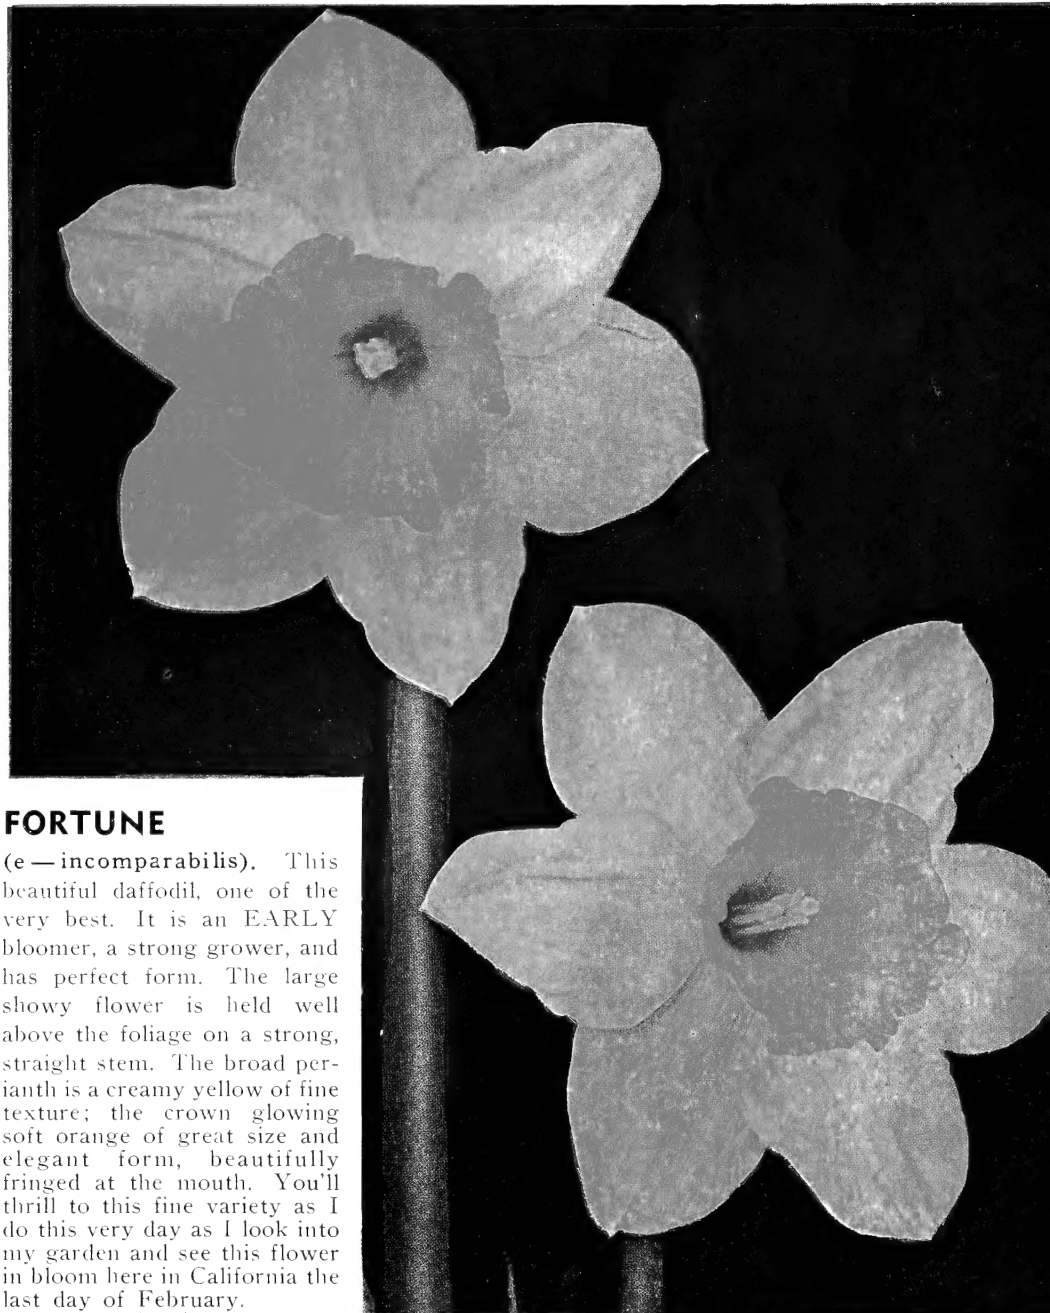 FORTUNE
(e — incomparabilis). This
beautiful daffodil, one of the
very best. It is an EARLY
bloomer, a strong grower, and
has perfect form. The large
showy flower is held well
above the foliage on a strong,
straight stem. The broad per-
ianth is a creamy yellow of fine
texture; the crown glowing
soft orange of great size and
elegant form, beautifully
fringed at the mouth. You'll
thrill to this fine variety as I
do this very day as I look into
my garden and see this flower
in bloom here in California the
last day of February.